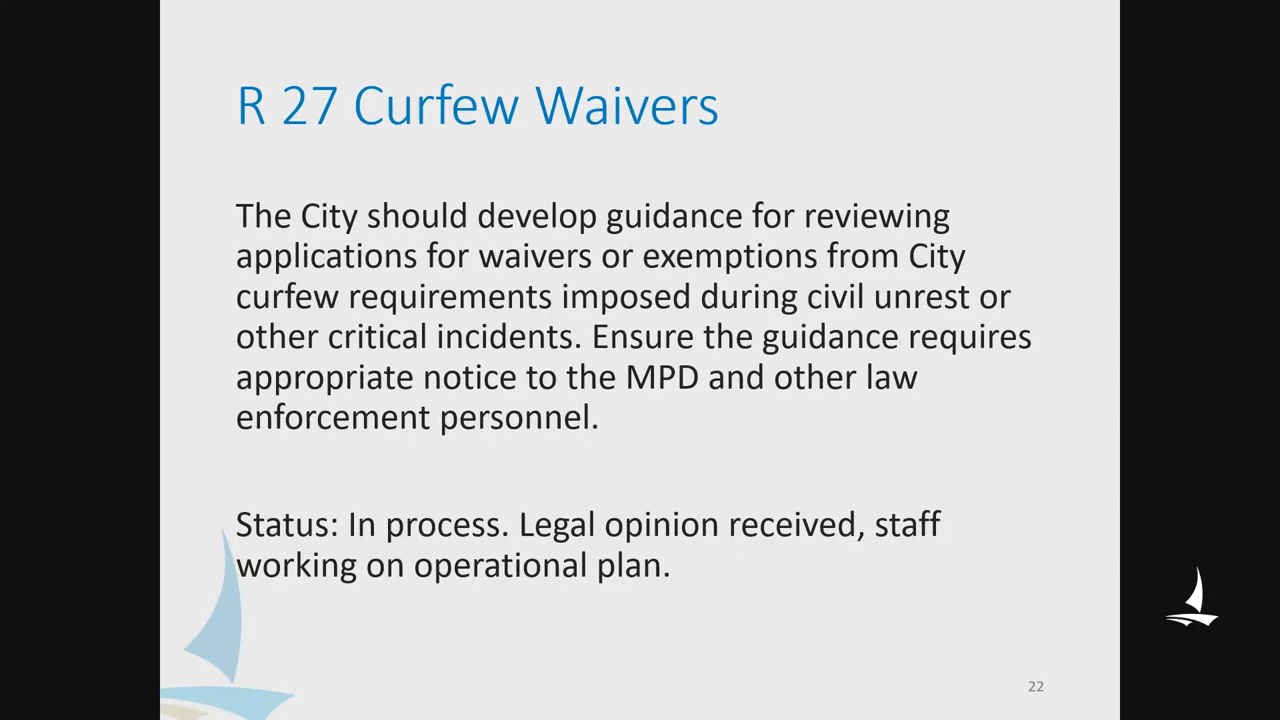 R 27 Curfew Waivers
The City should develop guidance for reviewing
applications for waivers or exemptions from City
curfew requirements imposed during civil unrest or
other critical incidents. Ensure the guidance requires
appropriate notice to the MPD and other law
enforcement personnel.
Status: In process. Legal opinion received, staff
working on operational plan.
22